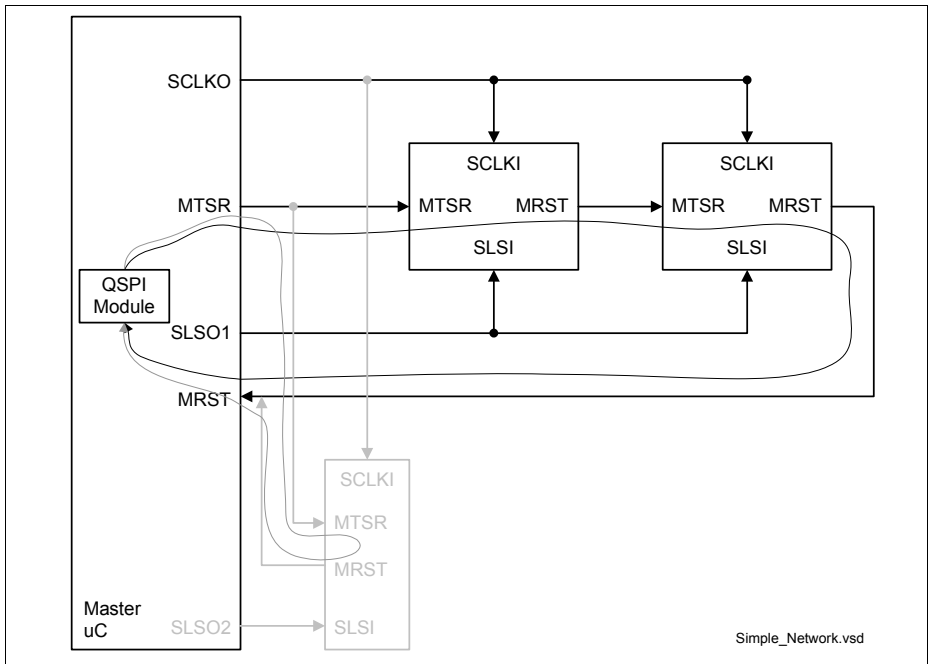 SCLKO
SCLKI
SCLKI
MTSR
MTSR
MRST
MTSR
MRST
SLSI
SLSI
QSPI
Module
SLSO1
MRST
SCLKI
MTSR
MRST
Master
uC
SLSO2
SLSI
Simple_Network.vsd